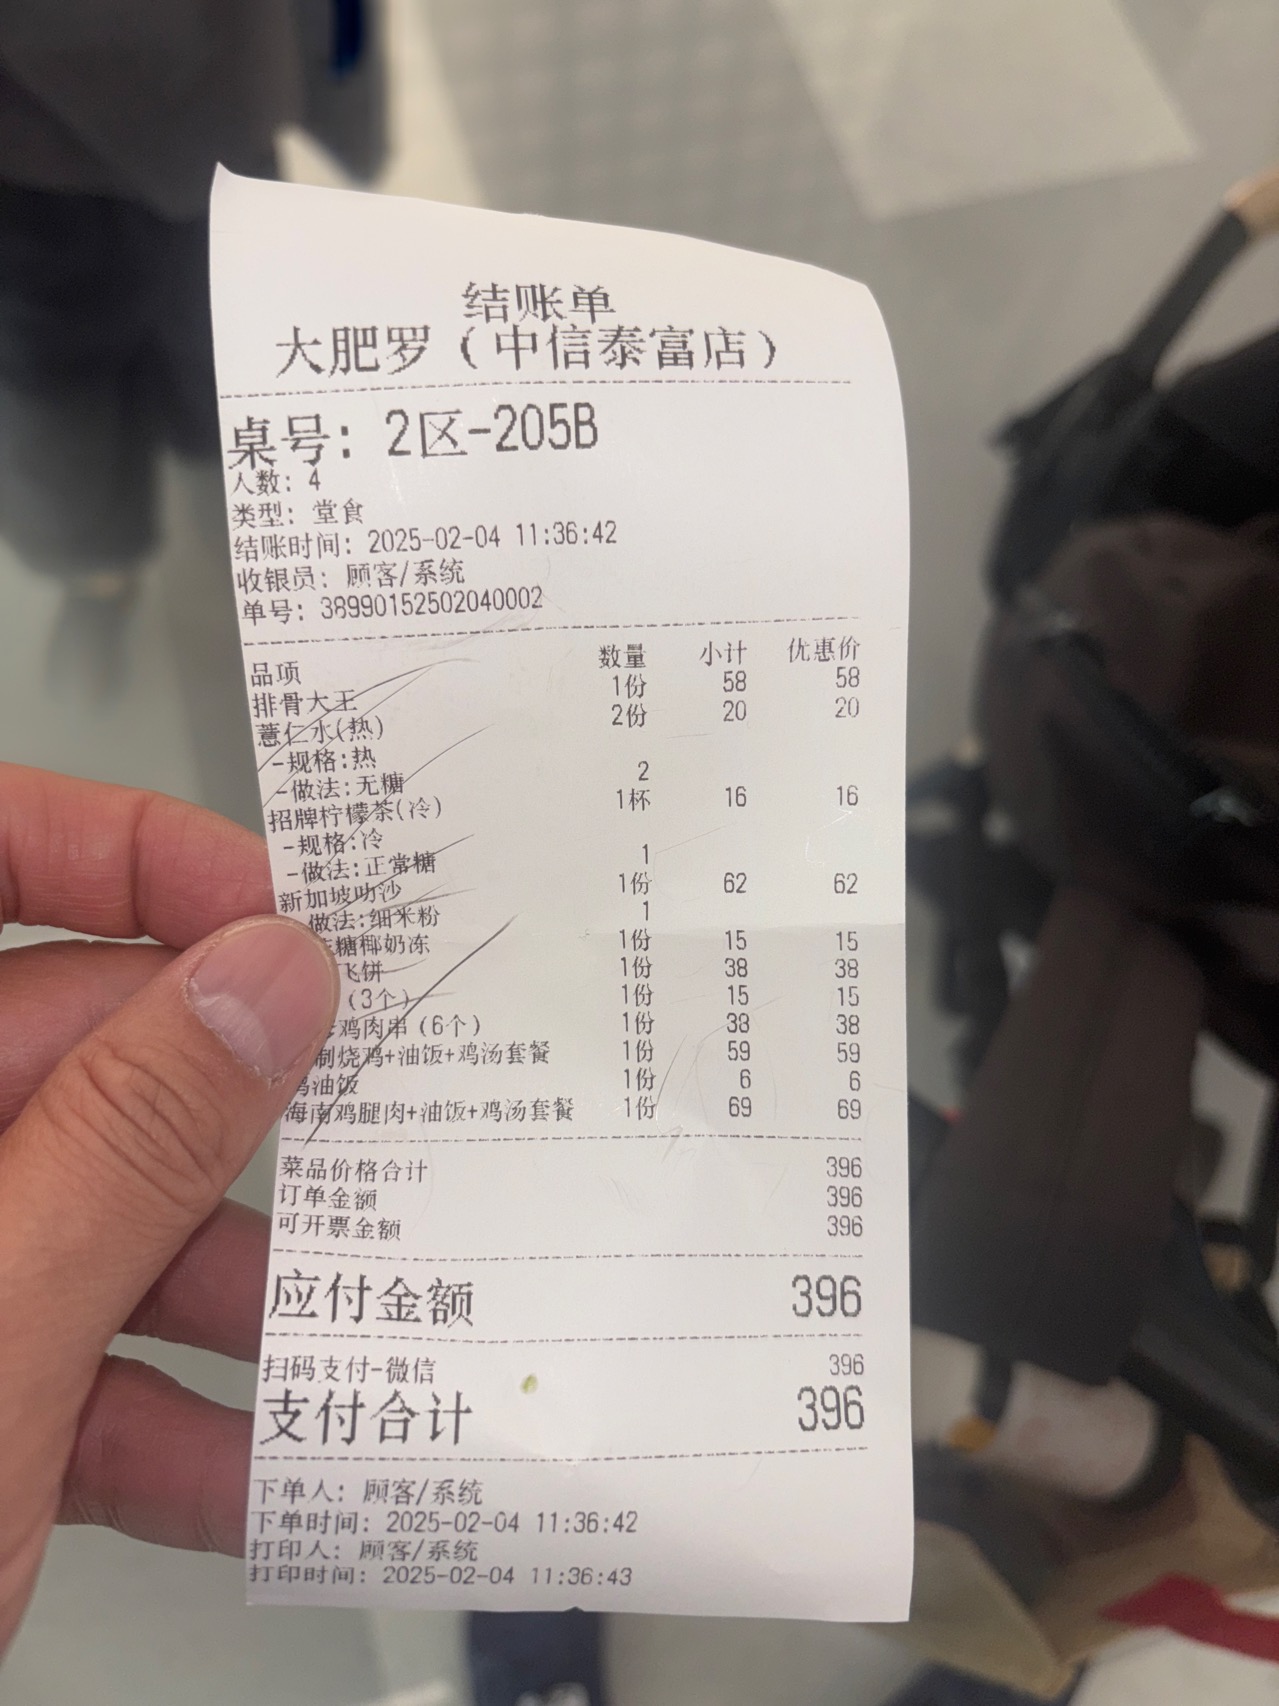 结账单
大肥罗（中信泰富店）
桌号：2区-205B
人数：4
类型：堂食
结账时间：2025-02-04 11:36:42
收银员：顾客/系统
单号：38990152502040002
品项 数量 小计 优惠价
排骨大王 1份 58 58
薏仁水(热) 2份 20 20
-规格:热
-做法:无糖 2
招牌柠檬茶(冷) 1杯 16 16
-规格:冷
-做法:正常糖 1
新加坡叻沙 1份 62 62
做法:细米粉 1
糖椰奶冻 1份 15 15
飞饼 1份 38 38
（3个） 1份 15 15
鸡肉串（6个） 1份 38 38
制烧鸡+油饭+鸡汤套餐 1份 59 59
鸡油饭 1份 6 6
海南鸡腿肉+油饭+鸡汤套餐 1份 69 69
菜品价格合计 396
订单金额 396
可开票金额 396
应付金额 396
扫码支付-微信 396
支付合计 396
下单人：顾客/系统
下单时间：2025-02-04 11:36:42
打印人：顾客/系统
打印时间：2025-02-04 11:36:43